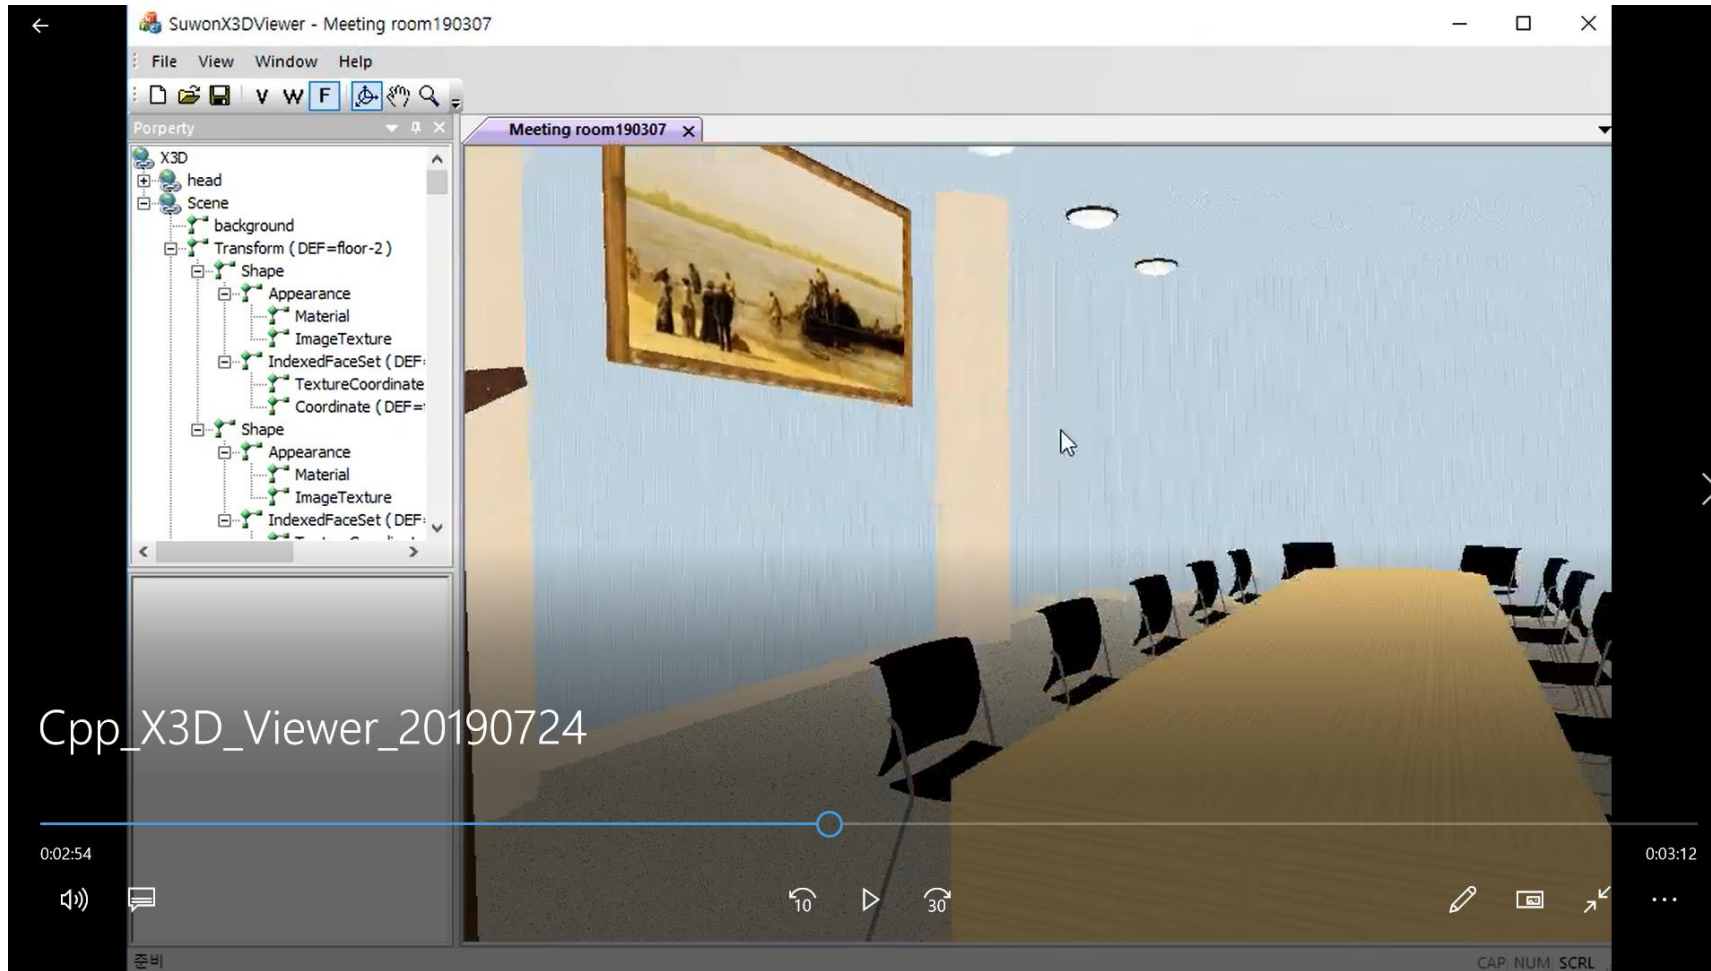 SuwonX3DViewer - Meeting room190307
File View Window Help
V W F
Porperty
Meeting room190307
X3D
head
Scene
background
Transform ( DEF=floor-2 )
Shape
Appearance
Material
ImageTexture
IndexedFaceSet ( DEF=
TextureCoordinate
Coordinate ( DEF=
Shape
Appearance
Material
ImageTexture
IndexedFaceSet ( DEF=
Cpp_X3D_Viewer_20190724
0:02:54
0:03:12
10
30
준비
CAP NUM SCRL